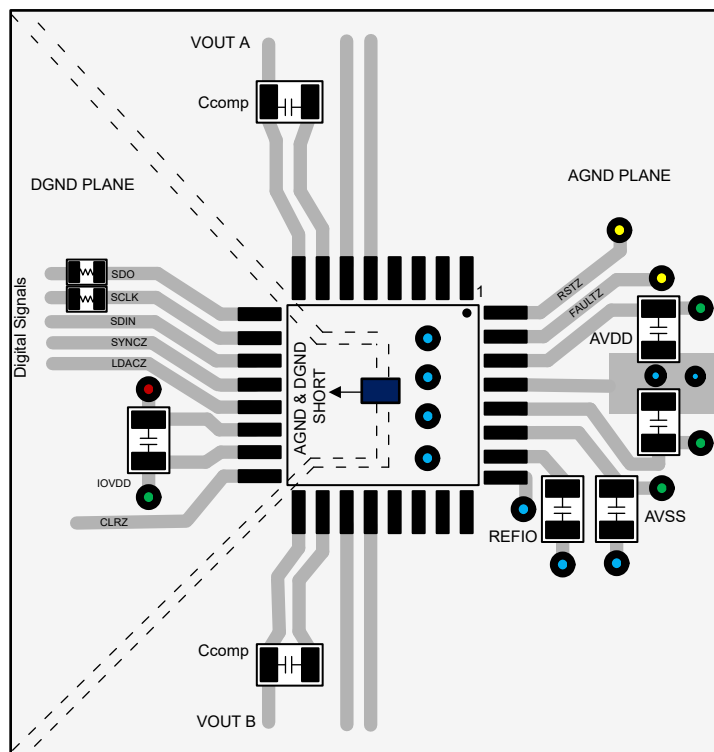 VOUT A
Ccomp
DGND PLANE
AGND PLANE
Digital Signals
SDO
SCLK
SDIN
SYNCZ
LDACZ
IOVDD
CLRZ
1
AGND & DGND
SHORT
RSTZ
FAULTZ
AVDD
REFIO
AVSS
Ccomp
VOUT B